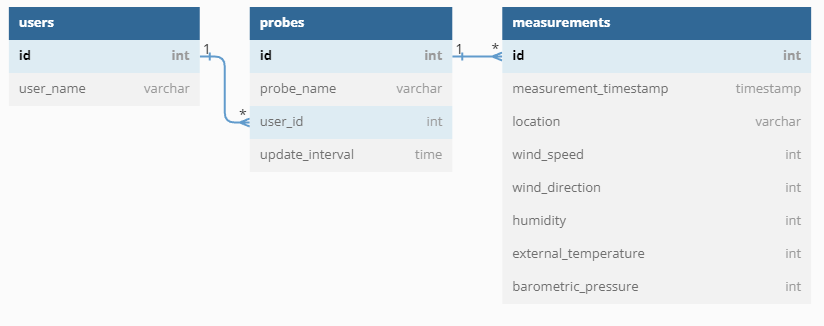 users
id int
user_name varchar
1
*
probes
id int
probe_name varchar
user_id int
update_interval time
1
*
measurements
id int
measurement_timestamp timestamp
location varchar
wind_speed int
wind_direction int
humidity int
external_temperature int
barometric_pressure int